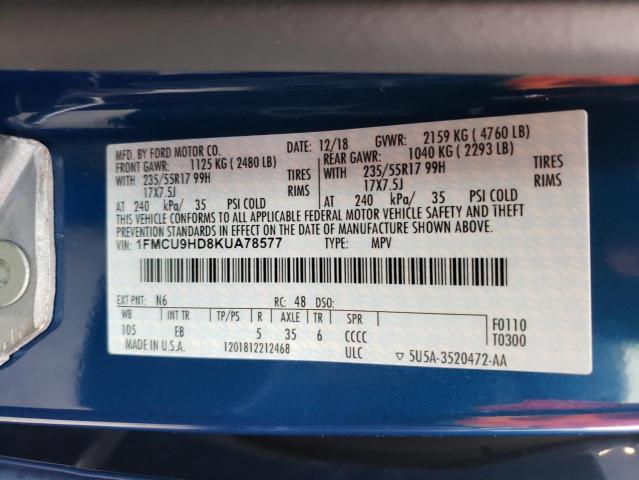 MFD. BY FORD MOTOR CO. DATE: 12/18 GVWR: 2159 KG ( 4760 LB)
FRONT GAWR: 1125 KG ( 2480 LB) REAR GAWR: 1040 KG ( 2293 LB)
WITH 235/55R17 99H TIRES WITH 235/55R17 99H TIRES
17X7.5J RIMS 17X7.5J RIMS
AT 240 kPa/ 35 PSI COLD AT 240 kPa/ 35 PSI COLD
THIS VEHICLE CONFORMS TO ALL APPLICABLE FEDERAL MOTOR VEHICLE SAFETY AND THEFT
PREVENTION STANDARDS IN EFFECT ON THE DATE OF MANUFACTURE SHOWN ABOVE.
VIN: 1FMCU9HD8KUA78577 TYPE: MPV
EXT PNT: N6 RC: 48 DSO:
WB INT TR TP/PS R AXLE TR SPR F0110
105 EB 5 35 6 CCCC T0300
MADE IN U.S.A. 1201812212468 ULC ▽ 5U5A-3520472-AA